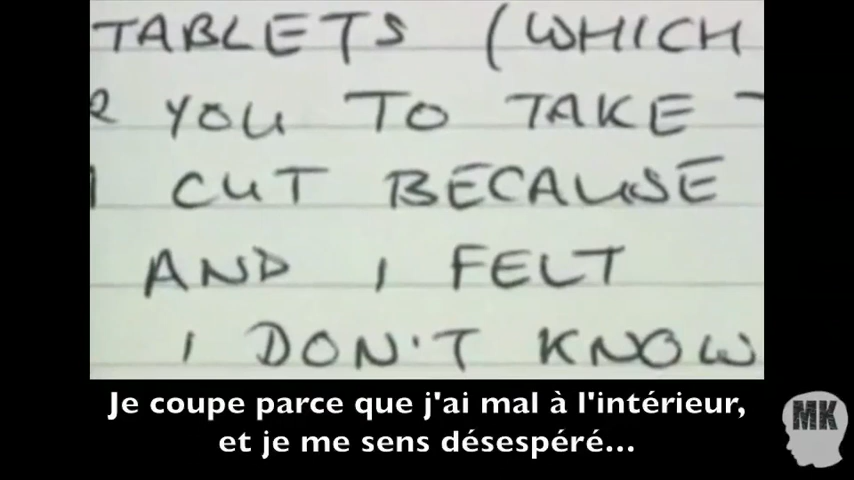 TABLETS (WHICH
YOU TO TAKE -
I CUT BECAUSE
AND I FELT
I DON'T KNOW
Je coupe parce que j'ai mal à l'intérieur,
et je me sens désespéré...
MK